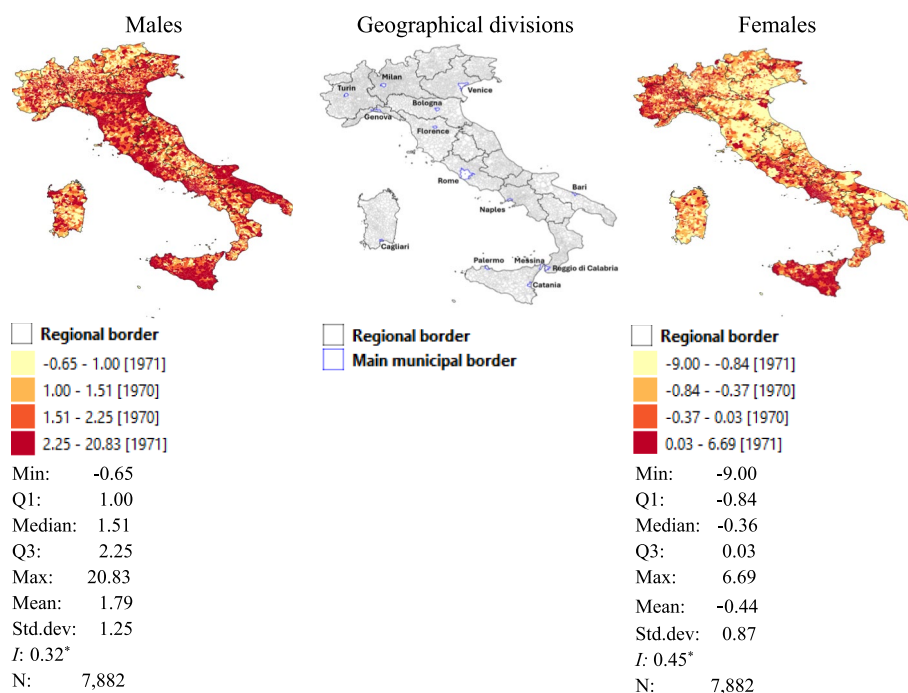 Males
Geographical divisions
Females
Milan
Turin
Venice
Bologna
Genova
Florence
Rome
Bari
Naples
Cagliari
Palermo
Messina
Reggio di Calabria
Catania
Regional border
-0.65 - 1.00 [1971]
1.00 - 1.51 [1970]
1.51 - 2.25 [1970]
2.25 - 20.83 [1971]
Min: -0.65
Q1: 1.00
Median: 1.51
Q3: 2.25
Max: 20.83
Mean: 1.79
Std.dev: 1.25
I: 0.32*
N: 7,882
Regional border
Main municipal border
Regional border
-9.00 - -0.84 [1971]
-0.84 - -0.37 [1970]
-0.37 - 0.03 [1970]
0.03 - 6.69 [1971]
Min: -9.00
Q1: -0.84
Median: -0.36
Q3: 0.03
Max: 6.69
Mean: -0.44
Std.dev: 0.87
I: 0.45*
N: 7,882